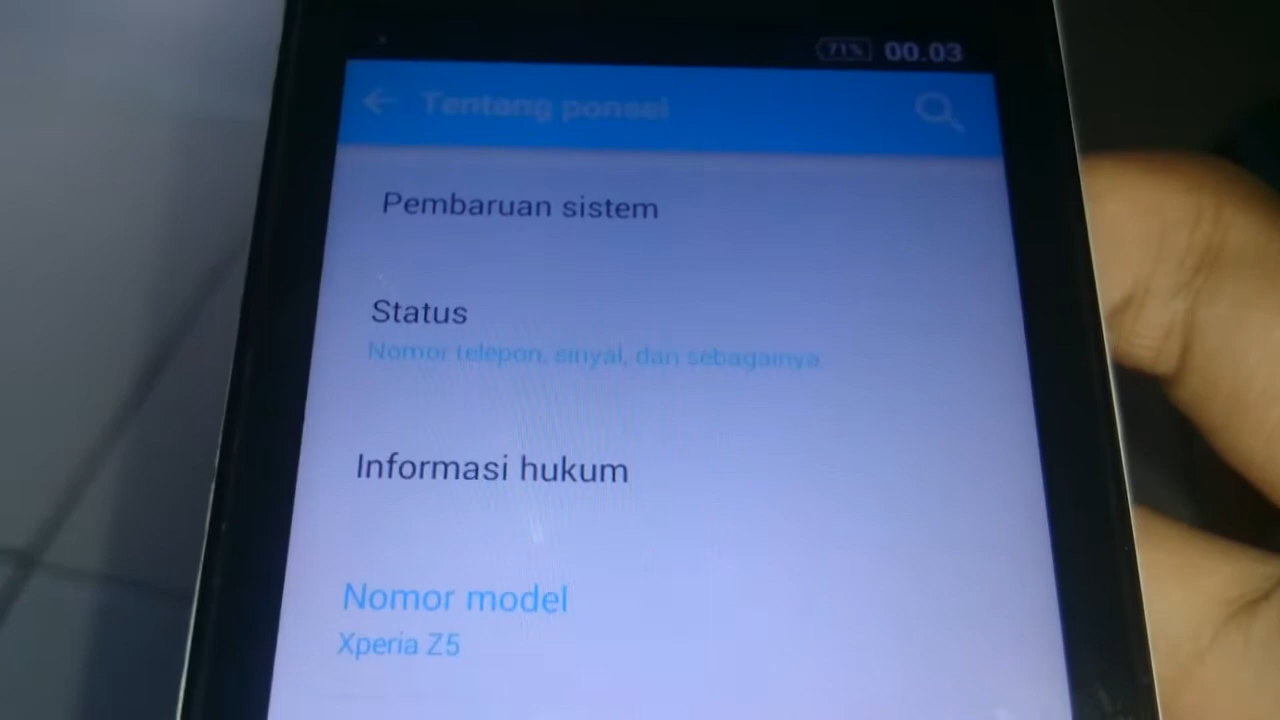 71% 00.03
Tentang ponsel
Pembaruan sistem
Status
Nomor telepon, sinyal, dan sebagainya
Informasi hukum
Nomor model
Xperia Z5